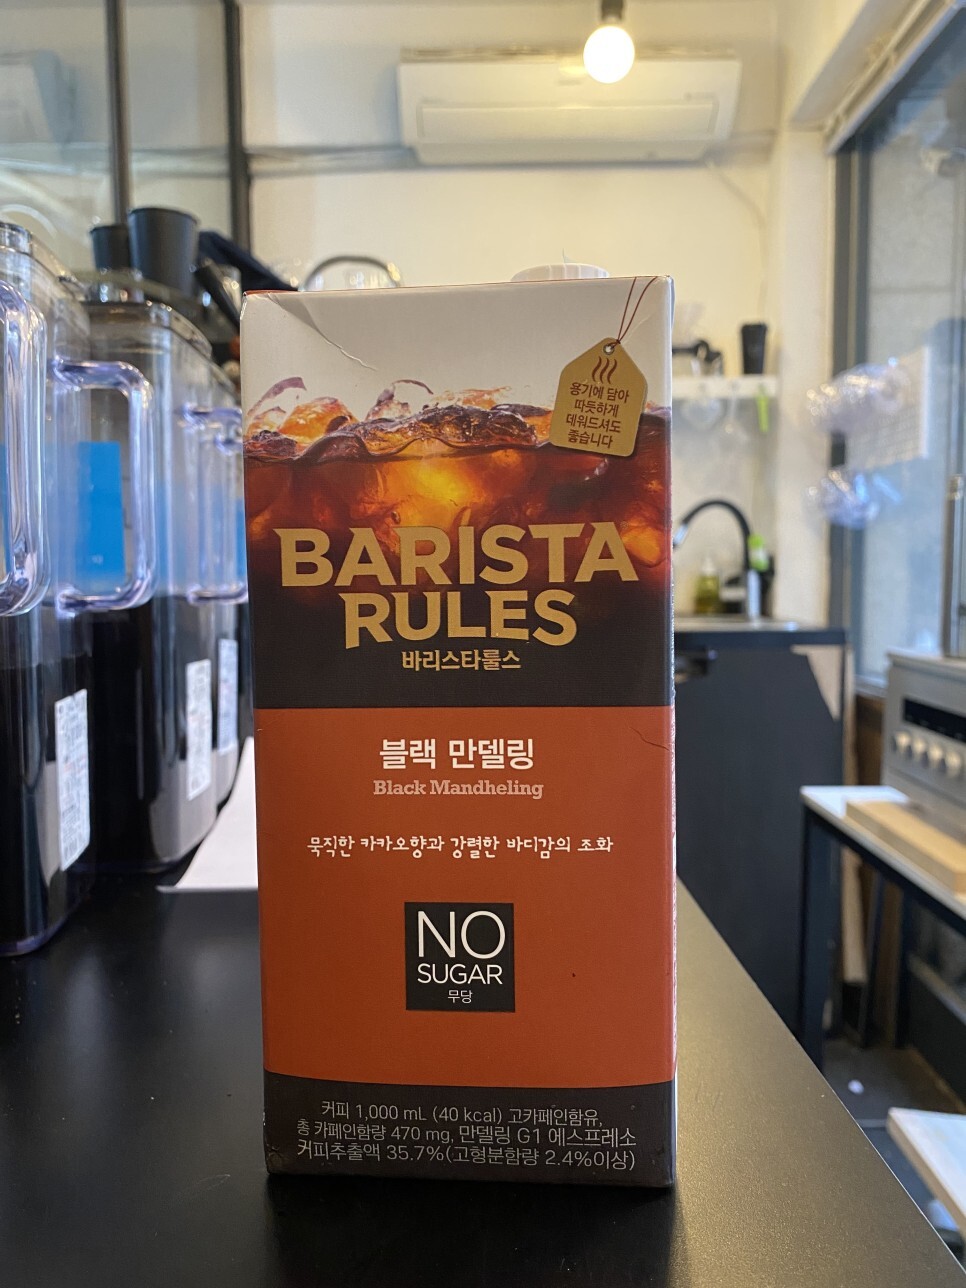 용기에 담아
따듯하게
데워드셔도
좋습니다
BARISTA
RULES
바리스타룰스
블랙 만델링
Black Mandheling
묵직한 카카오향과 강렬한 바디감의 조화
NO
SUGAR
무당
커피 1,000 mL (40 kcal) 고카페인함유,
총 카페인함량 470 mg, 만델링 G1 에스프레소
커피추출액 35.7%(고형분함량 2.4%이상)